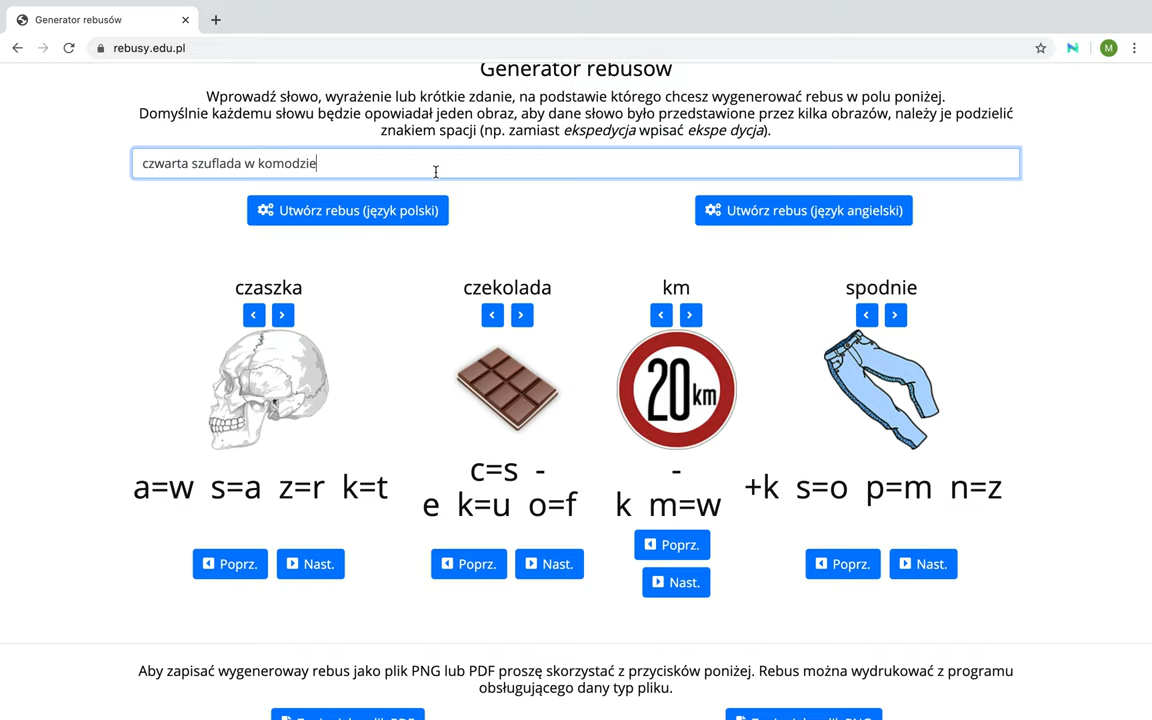 Generator rebusów
rebusy.edu.pl
M
Generator rebusów
Wprowadź słowo, wyrażenie lub krótkie zdanie, na podstawie którego chcesz wygenerować rebus w polu poniżej.
Domyślnie każdemu słowu będzie opowiadał jeden obraz, aby dane słowo było przedstawione przez kilka obrazów, należy je podzielić
znakiem spacji (np. zamiast ekspedycja wpisać ekspe dycja).
czwarta szuflada w komodzie
Utwórz rebus (język polski) Utwórz rebus (język angielski)
czaszka czekolada km spodnie
20km
a=w s=a z=r k=t
c=s -
e k=u o=f
-
k m=w
+k s=o p=m n=z
Poprz. Nast. Poprz. Nast. Poprz. Nast. Poprz. Nast.
Aby zapisać wygeneroway rebus jako plik PNG lub PDF proszę skorzystać z przycisków poniżej. Rebus można wydrukować z programu
obsługującego dany typ pliku.